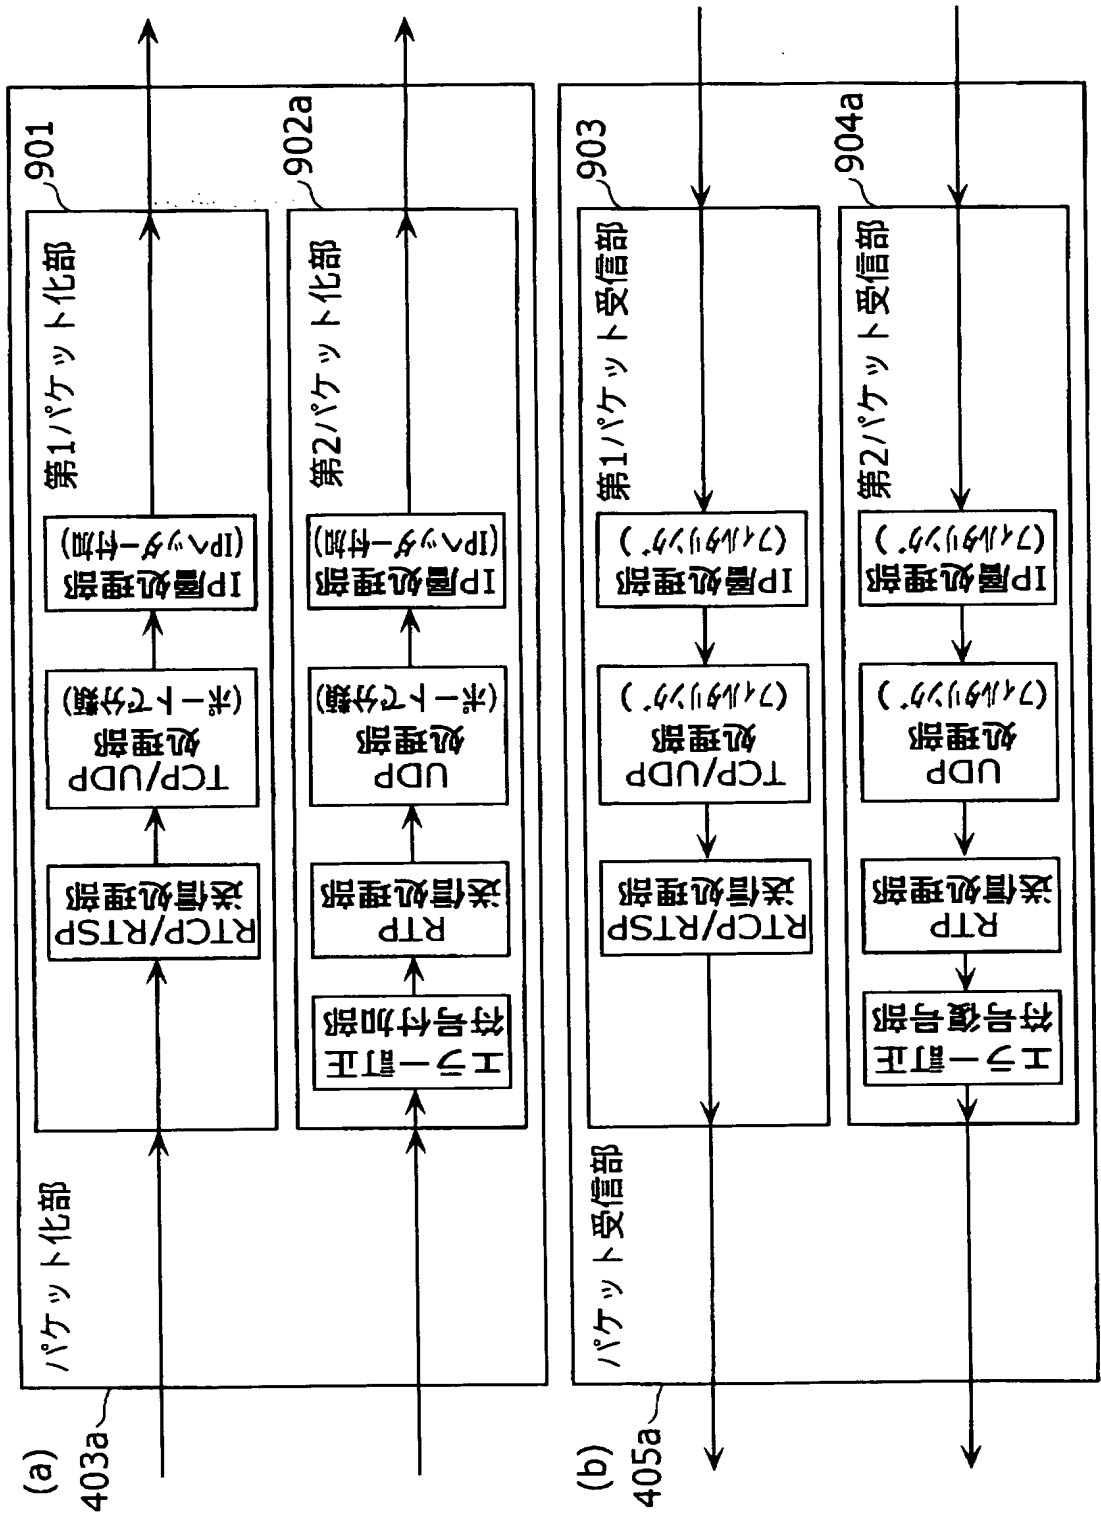 (a)
403a
パケット化部
901
第1パケット化部
RTCP/RTSP
送信処理部
TCP/UDP
処理部
(ポートで分類)
IP層処理部
(IPヘッダー付加)
902a
第2パケット化部
エラー訂正
符号付加部
RTP
送信処理部
UDP
処理部
(ポートで分類)
IP層処理部
(IPヘッダー付加)
(b)
405a
パケット受信部
903
第1パケット受信部
IP層処理部
(フィルタリング)
TCP/UDP
処理部
(フィルタリング)
RTCP/RTSP
送信処理部
904a
第2パケット受信部
IP層処理部
(フィルタリング)
UDP
処理部
(フィルタリング)
RTP
送信処理部
エラー訂正
符号復号部